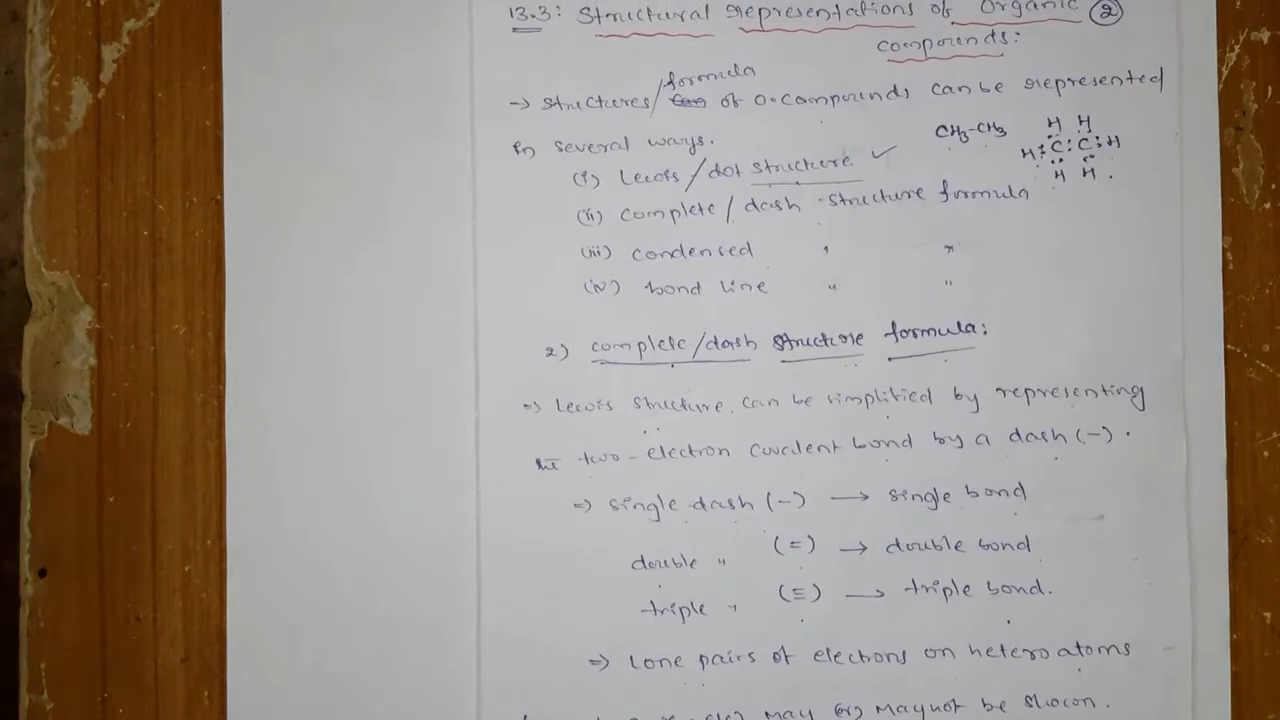 13.3: Structural representations of Organic ②
compounds:
→ structures/formula of o.compounds can be represented
in several ways.
CH3-CH3
H H
H:C:C:H
H H
(i) Lewis/dot structure ✓
(ii) complete/dash structure formula
(iii) condensed " "
(iv) bond line " "
2) complete/dash structure formula:
⇒ Lewis structure can be simplified by representing
two-electron covalent bond by a dash (-).
⇒ single dash (-) → single bond
double " (=) → double bond
triple " (≡) → triple bond.
⇒ Lone pairs of electrons on heteroatoms
may (or) may not be shown.